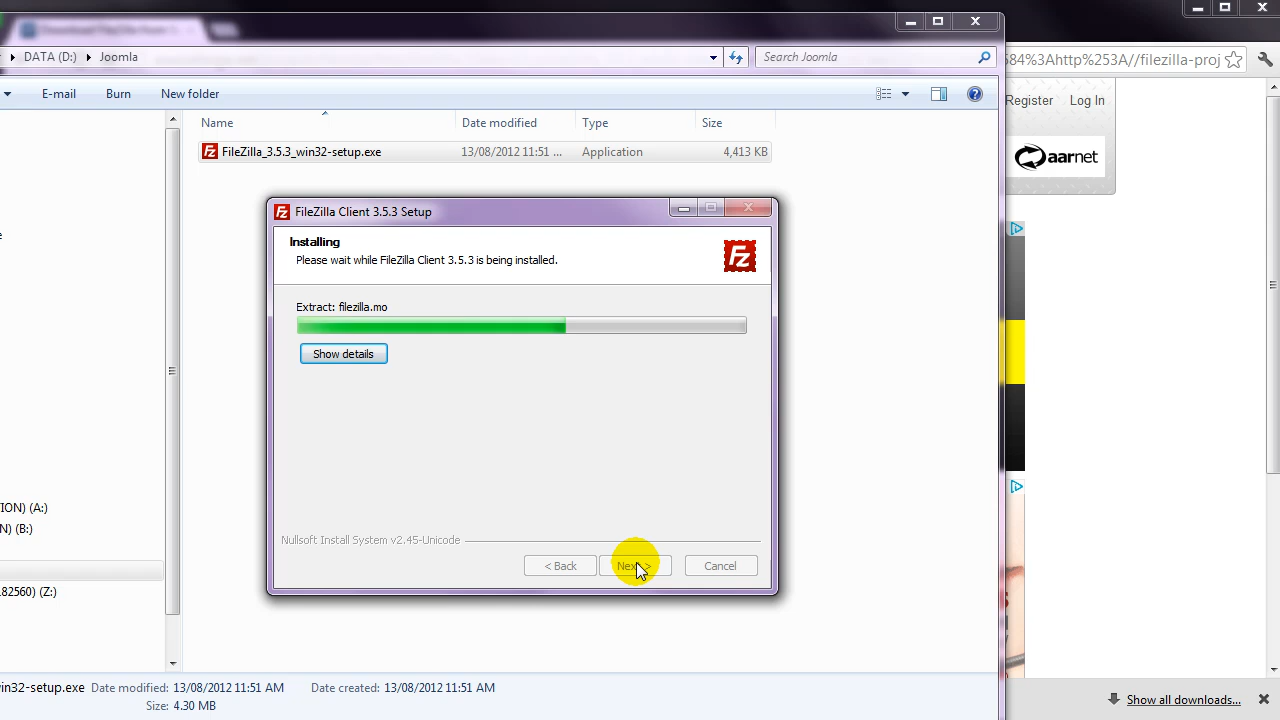 DATA (D:) Joomla
Search Joomla
584%3Ahttp%253A//filezilla-proj
E-mail Burn New folder
Register Log In
Name Date modified Type Size
FileZilla_3.5.3_win32-setup.exe 13/08/2012 11:51 ... Application 4,413 KB
aarnet
FileZilla Client 3.5.3 Setup
Installing
Please wait while FileZilla Client 3.5.3 is being installed.
Fz
Extract: filezilla.mo
Show details
ION) (A:)
N) (B:)
Nullsoft Install System v2.45-Unicode
< Back Next > Cancel
82560) (Z:)
in32-setup.exe Date modified: 13/08/2012 11:51 AM Date created: 13/08/2012 11:51 AM
Size: 4.30 MB
Show all downloads...